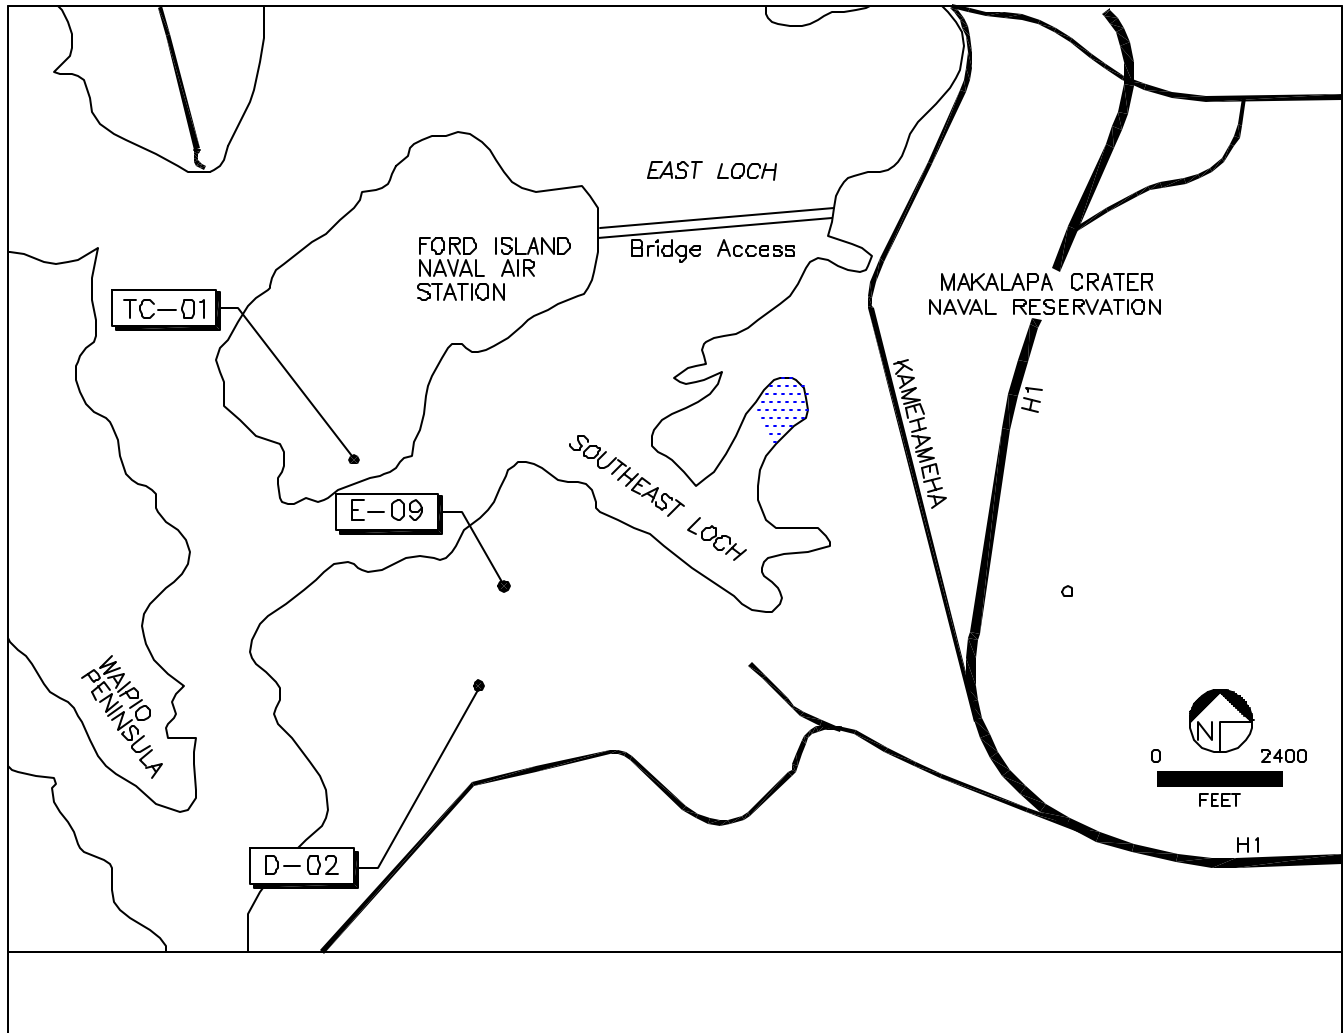 EAST LOCH
FORD ISLAND
NAVAL AIR
STATION
Bridge Access
MAKALAPA CRATER
NAVAL RESERVATION
TC-01
KAMEHAMEHA
H1
SOUTHEAST LOCH
E-09
WAIPIO
PENINSULA
N
0 2400
FEET
H1
D-02